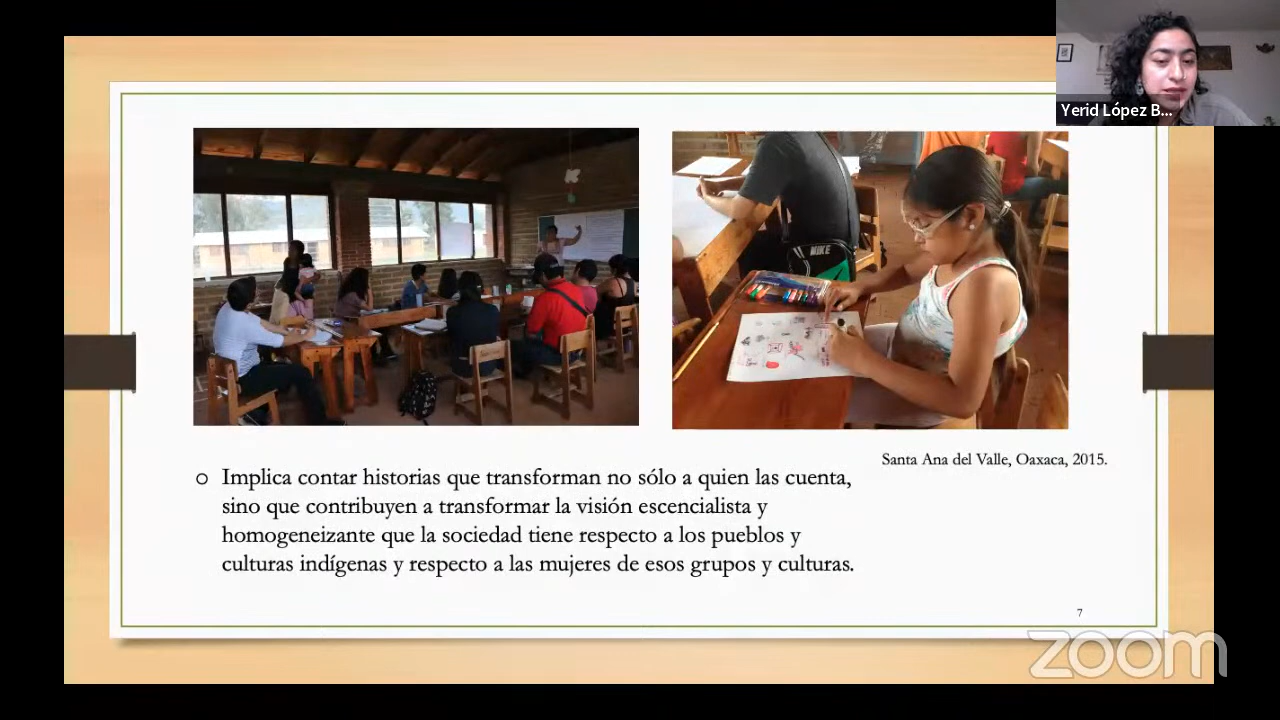 Yerid López B...
NIKE
Santa Ana del Valle, Oaxaca, 2015.
Implica contar historias que transforman no sólo a quien las cuenta,
sino que contribuyen a transformar la visión escencialista y
homogeneizante que la sociedad tiene respecto a los pueblos y
culturas indígenas y respecto a las mujeres de esos grupos y culturas.
7
zoom